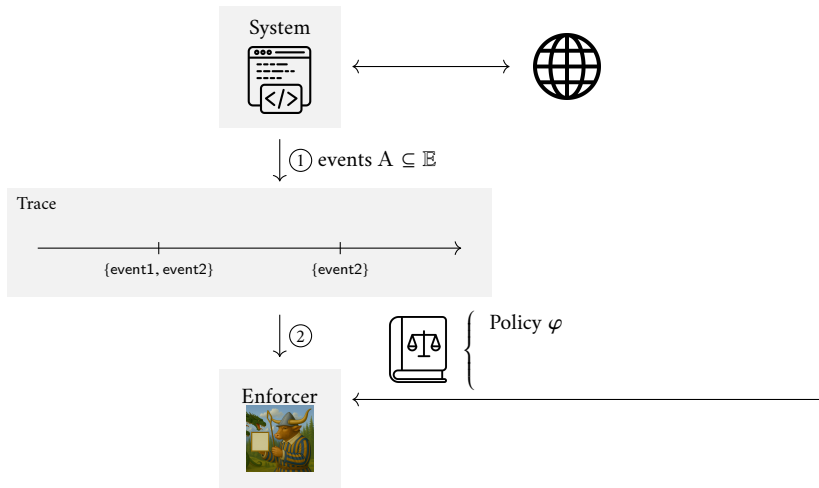 System
</>
① events A ⊆ 𝔼
Trace
{event1, event2}
{event2}
②
Policy φ
Enforcer